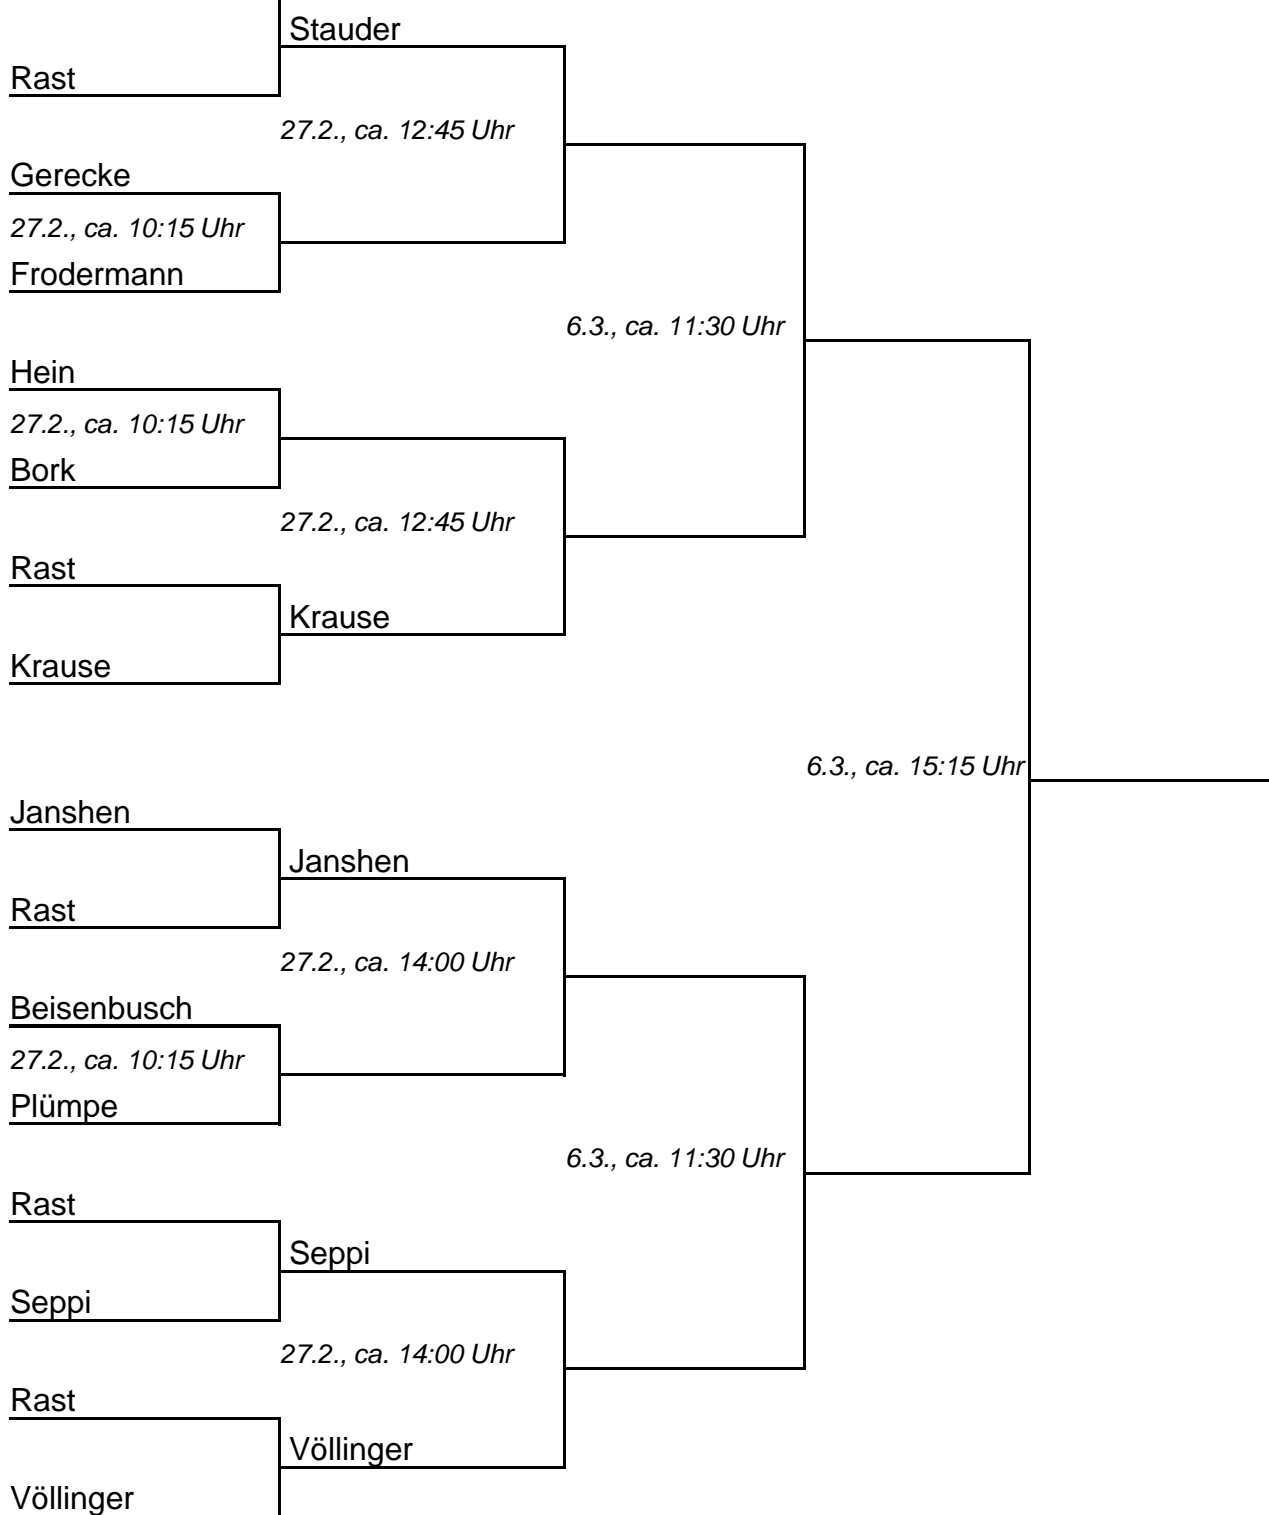 Stauder
Rast
27.2., ca. 12:45 Uhr
Gerecke
27.2., ca. 10:15 Uhr
Frodermann
6.3., ca. 11:30 Uhr
Hein
27.2., ca. 10:15 Uhr
Bork
27.2., ca. 12:45 Uhr
Rast
Krause
Krause
6.3., ca. 15:15 Uhr
Janshen
Janshen
Rast
27.2., ca. 14:00 Uhr
Beisenbusch
27.2., ca. 10:15 Uhr
Plümpe
6.3., ca. 11:30 Uhr
Rast
Seppi
Seppi
27.2., ca. 14:00 Uhr
Rast
Völlinger
Völlinger